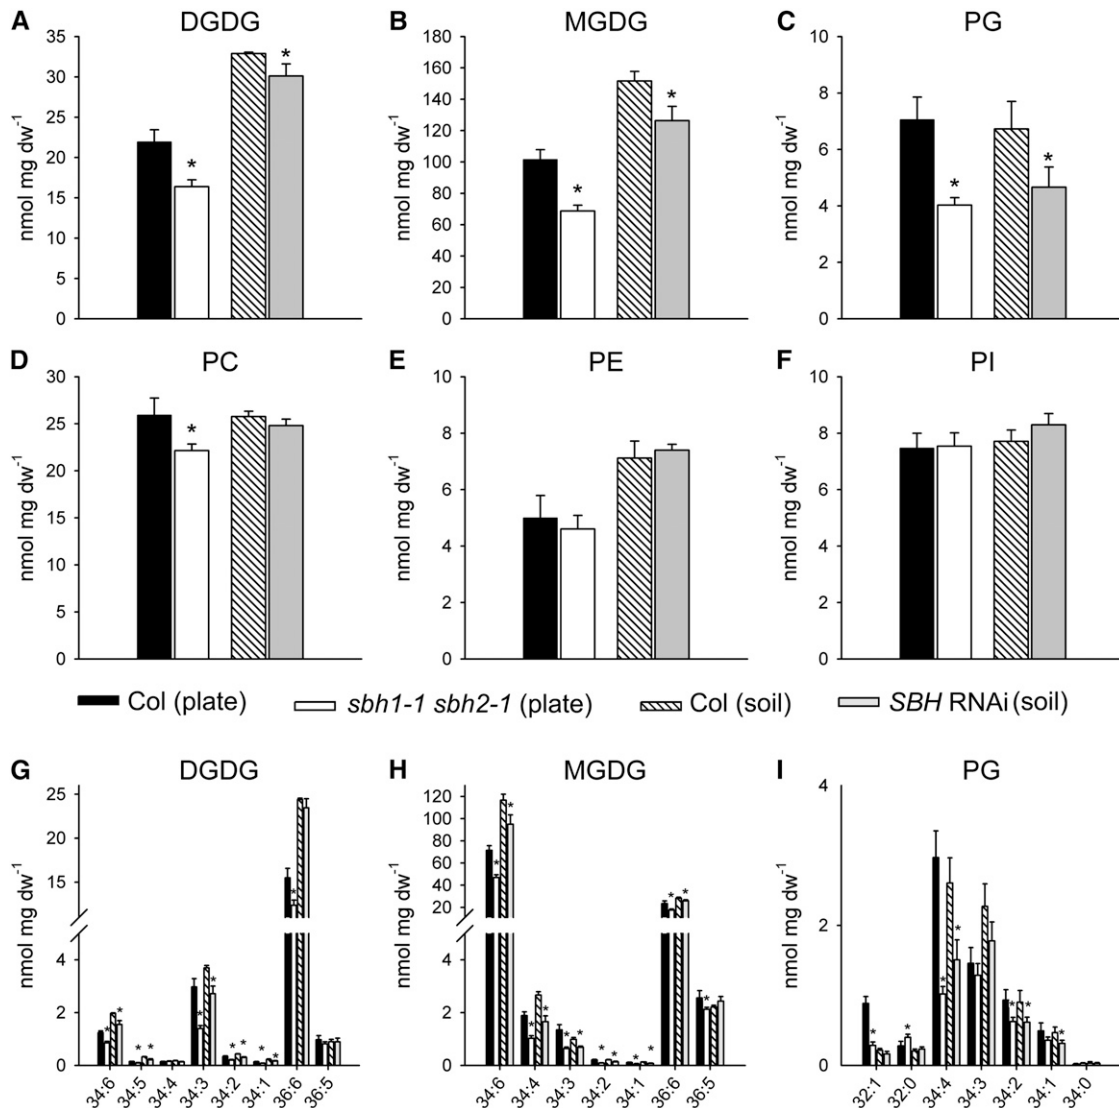 A DGDG
35
30
25
20
15
10
5
0
nmol mg dw-1
* *
B MGDG
180
160
140
120
100
80
60
40
20
0
nmol mg dw-1
* *
C PG
10
8
6
4
2
0
nmol mg dw-1
* *
D PC
30
25
20
15
10
5
0
nmol mg dw-1
*
E PE
10
8
6
4
2
0
nmol mg dw-1
F PI
10
8
6
4
2
0
nmol mg dw-1
Col (plate) sbh1-1 sbh2-1 (plate) Col (soil) SBH RNAi (soil)
G DGDG
25
20
15
4
2
0
nmol mg dw-1
34:6 34:5 34:4 34:3 34:2 34:1 36:6 36:5
H MGDG
120
100
80
60
40
20
4
2
0
nmol mg dw-1
34:6 34:4 34:3 34:2 34:1 36:6 36:5
I PG
4
2
0
nmol mg dw-1
32:1 32:0 34:4 34:3 34:2 34:1 34:0